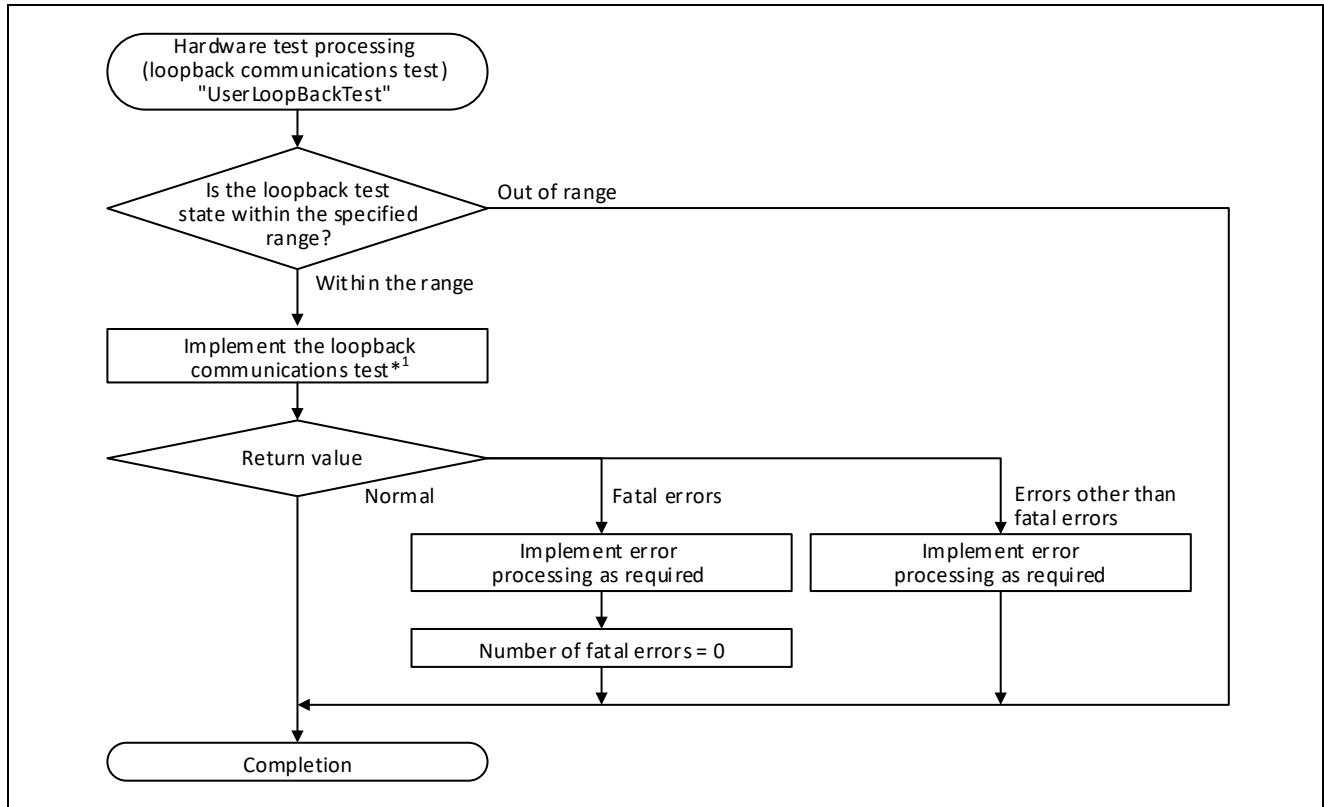 Hardware test processing
(loopback communications test)
"UserLoopBackTest"
Is the loopback test
state within the specified
range?
Out of range
Within the range
Implement the loopback
communications test*1
Return value
Normal
Fatal errors
Errors other than
fatal errors
Implement error
processing as required
Implement error
processing as required
Number of fatal errors = 0
Completion